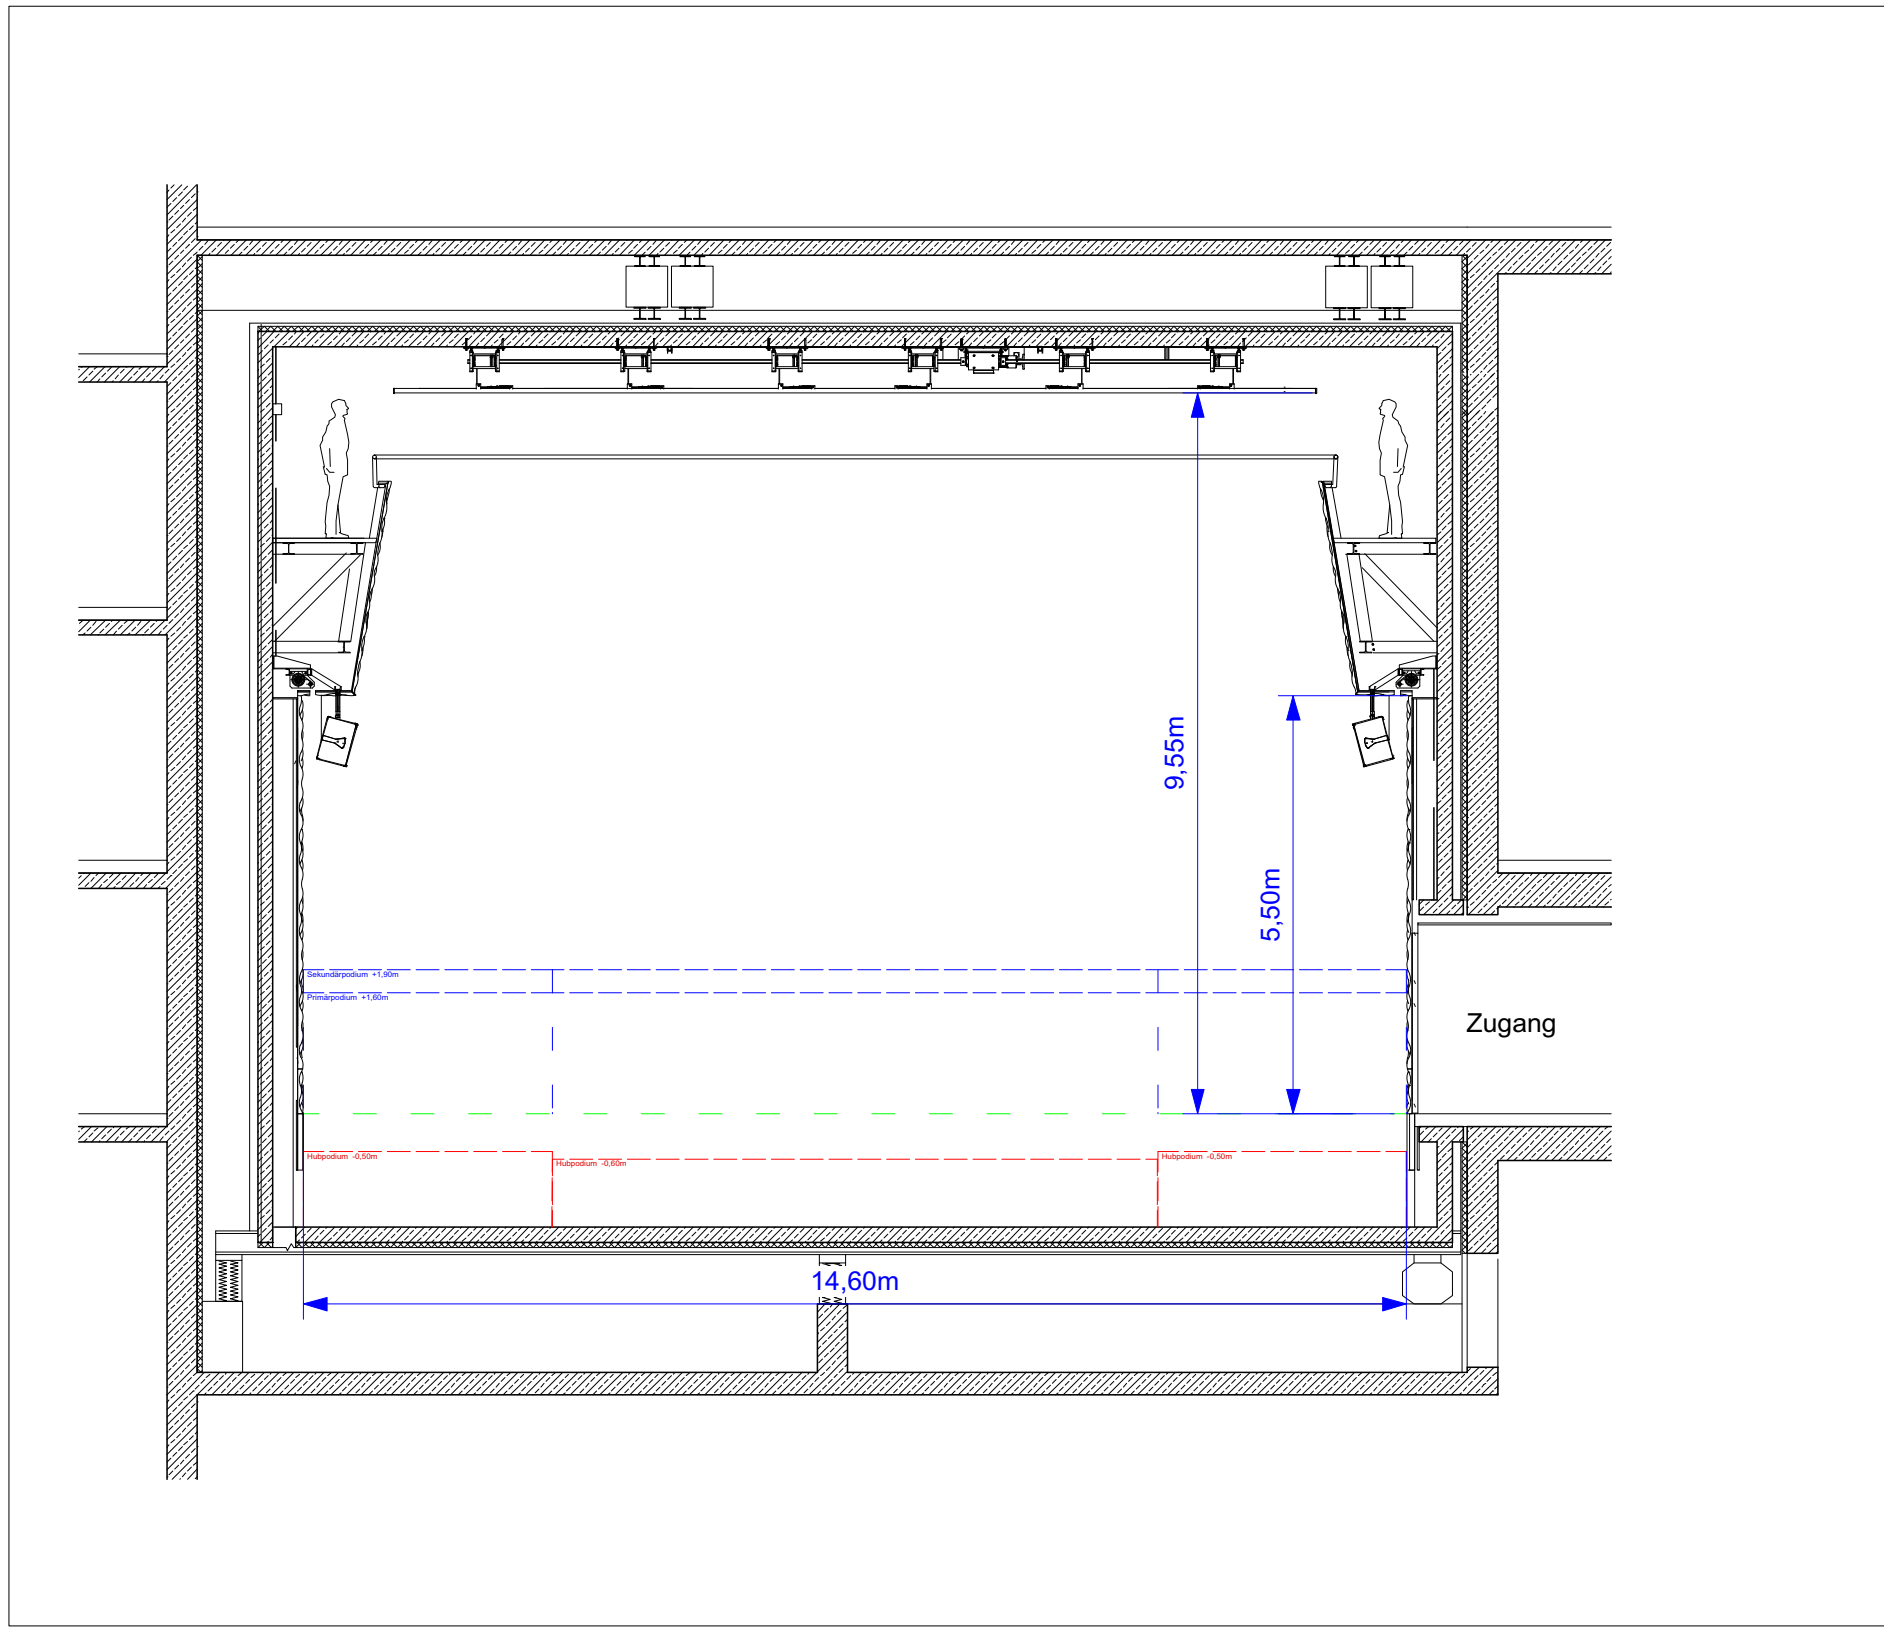 9,55m
5,50m
Sekundärpodium +1,90m
Primärpodium +1,60m
Zugang
Hubpodium -0,50m
Hubpodium -0,60m
Hubpodium -0,50m
14,60m